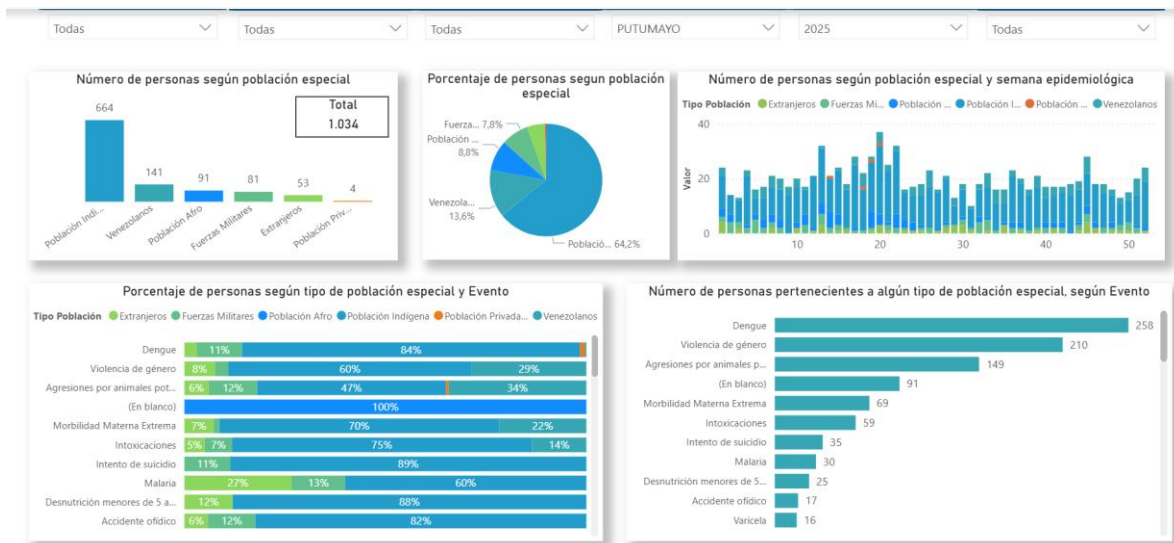 Todas Todas Todas PUTUMAYO 2025 Todas
Número de personas según población especial
Total
1.034
664
141
91
81
53
4
Población Indí...
Venezolanos
Población Afro
Fuerzas Militares
Extranjeros
Población Priv...
Porcentaje de personas segun población
especial
Fuerza... 7,8%
Población ...
8,8%
Venezola...
13,6%
Població... 64,2%
Número de personas según población especial y semana epidemiológica
Tipo Población Extranjeros Fuerzas Mi... Población ... Población I... Población ... Venezolanos
Valor
40
20
0
10 20 30 40 50
Porcentaje de personas según tipo de población especial y Evento
Tipo Población Extranjeros Fuerzas Militares Población Afro Población Indígena Población Privada... Venezolanos
Dengue 11% 84%
Violencia de género 8% 60% 29%
Agresiones por animales pot... 6% 12% 47% 34%
(En blanco) 100%
Morbilidad Materna Extrema 7% 70% 22%
Intoxicaciones 5% 7% 75% 14%
Intento de suicidio 11% 89%
Malaria 27% 13% 60%
Desnutrición menores de 5 a... 12% 88%
Accidente ofídico 6% 12% 82%
Número de personas pertenecientes a algún tipo de población especial, según Evento
Dengue 258
Violencia de género 210
Agresiones por animales p... 149
(En blanco) 91
Morbilidad Materna Extrema 69
Intoxicaciones 59
Intento de suicidio 35
Malaria 30
Desnutrición menores de 5... 25
Accidente ofídico 17
Varicela 16